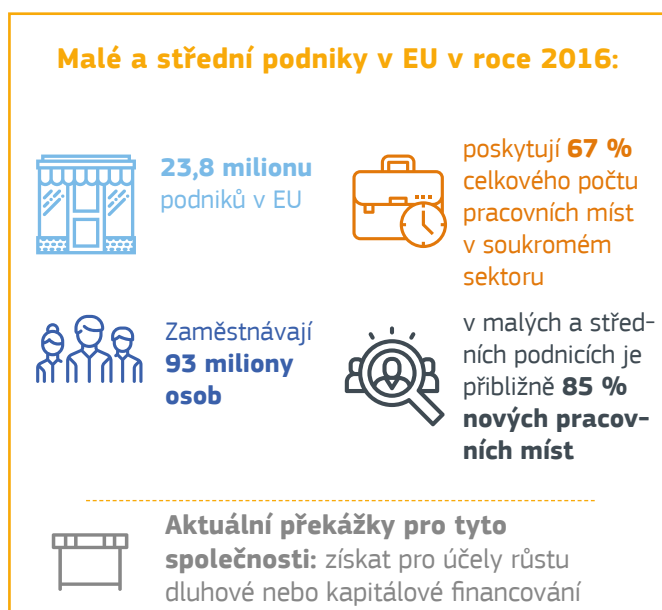 Malé a střední podniky v EU v roce 2016:
23,8 milionu
podniků v EU
poskytují 67 %
celkového počtu
pracovních míst
v soukromém
sektoru
Zaměstnávají
93 miliony
osob
v malých a střed-
ních podnicích je
přibližně 85 %
nových pracov-
ních míst
Aktuální překážky pro tyto
společnosti: získat pro účely růstu
dluhové nebo kapitálové financování